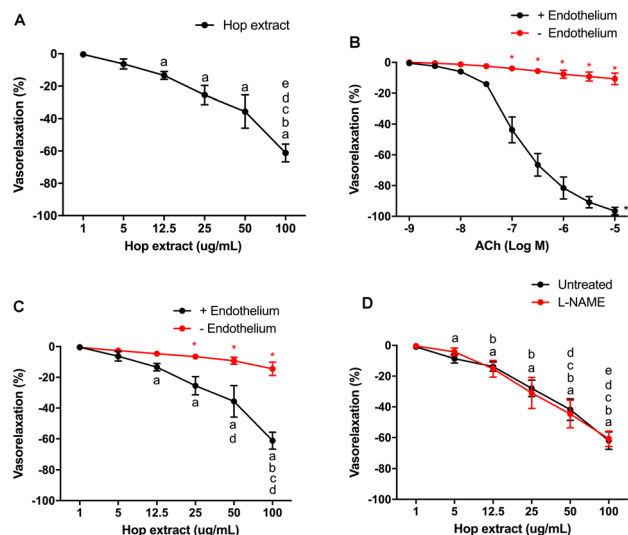 A
Hop extract
0
-20
-40
-60
-80
-100
Vasorelaxation (%)
a
a
a
e
d
c
b
a
1 5 12.5 25 50 100
Hop extract (ug/mL)
B
+ Endothelium
- Endothelium
0
-20
-40
-60
-80
-100
Vasorelaxation (%)
* * * * *
*
-9 -8 -7 -6 -5
ACh (Log M)
C
+ Endothelium
- Endothelium
0
-20
-40
-60
-80
-100
Vasorelaxation (%)
* * *
a
a
a
d
a
b
c
d
1 5 12.5 25 50 100
Hop extract (ug/mL)
D
Untreated
L-NAME
0
-20
-40
-60
-80
-100
Vasorelaxation (%)
a
b
a
b
a
d
c
b
a
e
d
c
b
a
1 5 12.5 25 50 100
Hop extract (ug/mL)